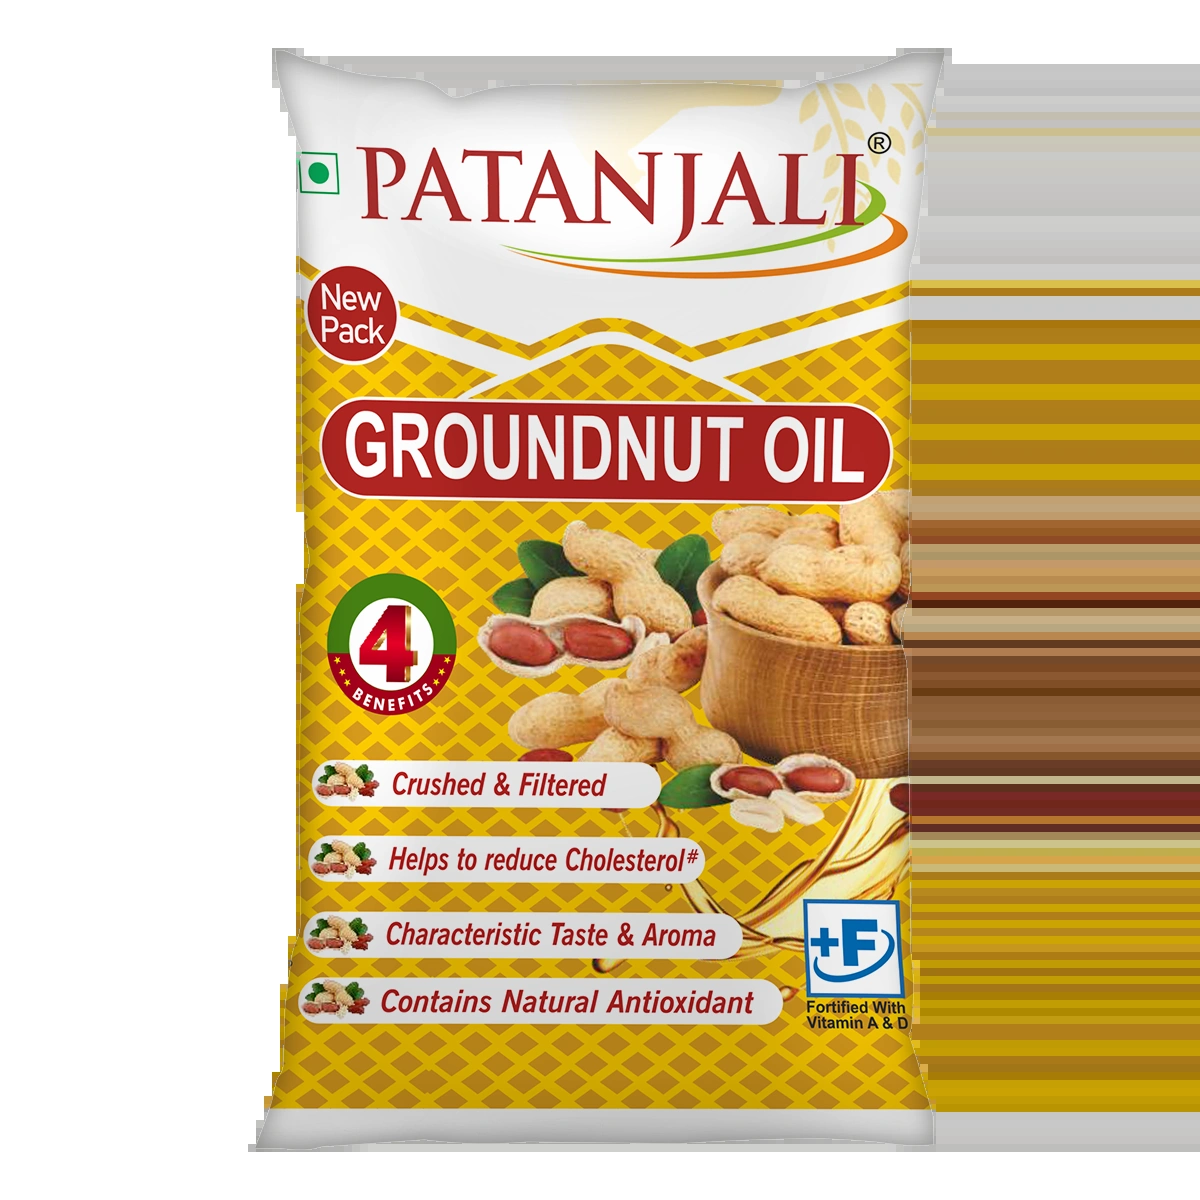 PATANJALI®
New
Pack
GROUNDNUT OIL
4
BENEFITS
Crushed & Filtered
Helps to reduce Cholesterol#
Characteristic Taste & Aroma
Contains Natural Antioxidant
+F
Fortified With
Vitamin A & D